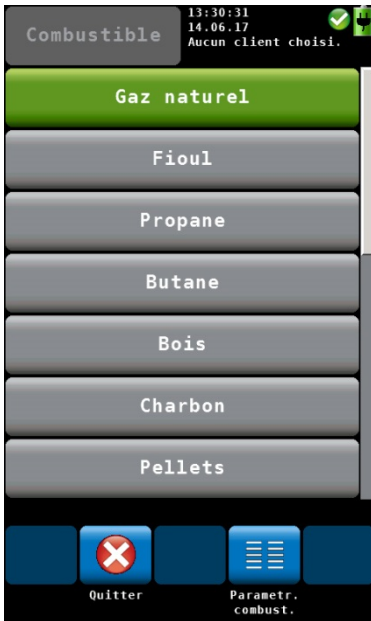 Combustible
13:30:31
14.06.17
Aucun client choisi.
Gaz naturel
Fioul
Propane
Butane
Bois
Charbon
Pellets
Quitter
Parametr.
combust.